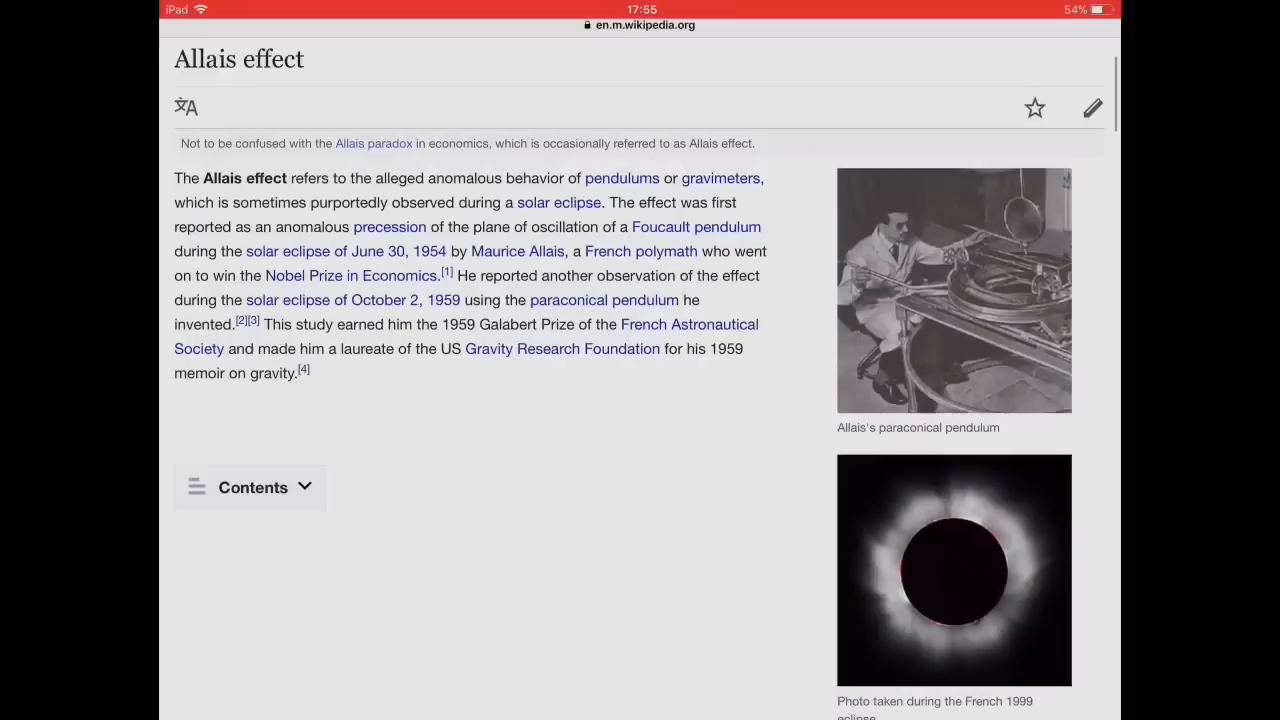 iPad 17:55 54%
en.m.wikipedia.org
Allais effect
文A
Not to be confused with the Allais paradox in economics, which is occasionally referred to as Allais effect.
The Allais effect refers to the alleged anomalous behavior of pendulums or gravimeters,
which is sometimes purportedly observed during a solar eclipse. The effect was first
reported as an anomalous precession of the plane of oscillation of a Foucault pendulum
during the solar eclipse of June 30, 1954 by Maurice Allais, a French polymath who went
on to win the Nobel Prize in Economics.[1] He reported another observation of the effect
during the solar eclipse of October 2, 1959 using the paraconical pendulum he
invented.[2][3] This study earned him the 1959 Galabert Prize of the French Astronautical
Society and made him a laureate of the US Gravity Research Foundation for his 1959
memoir on gravity.[4]
Contents
Allais's paraconical pendulum
Photo taken during the French 1999
eclipse